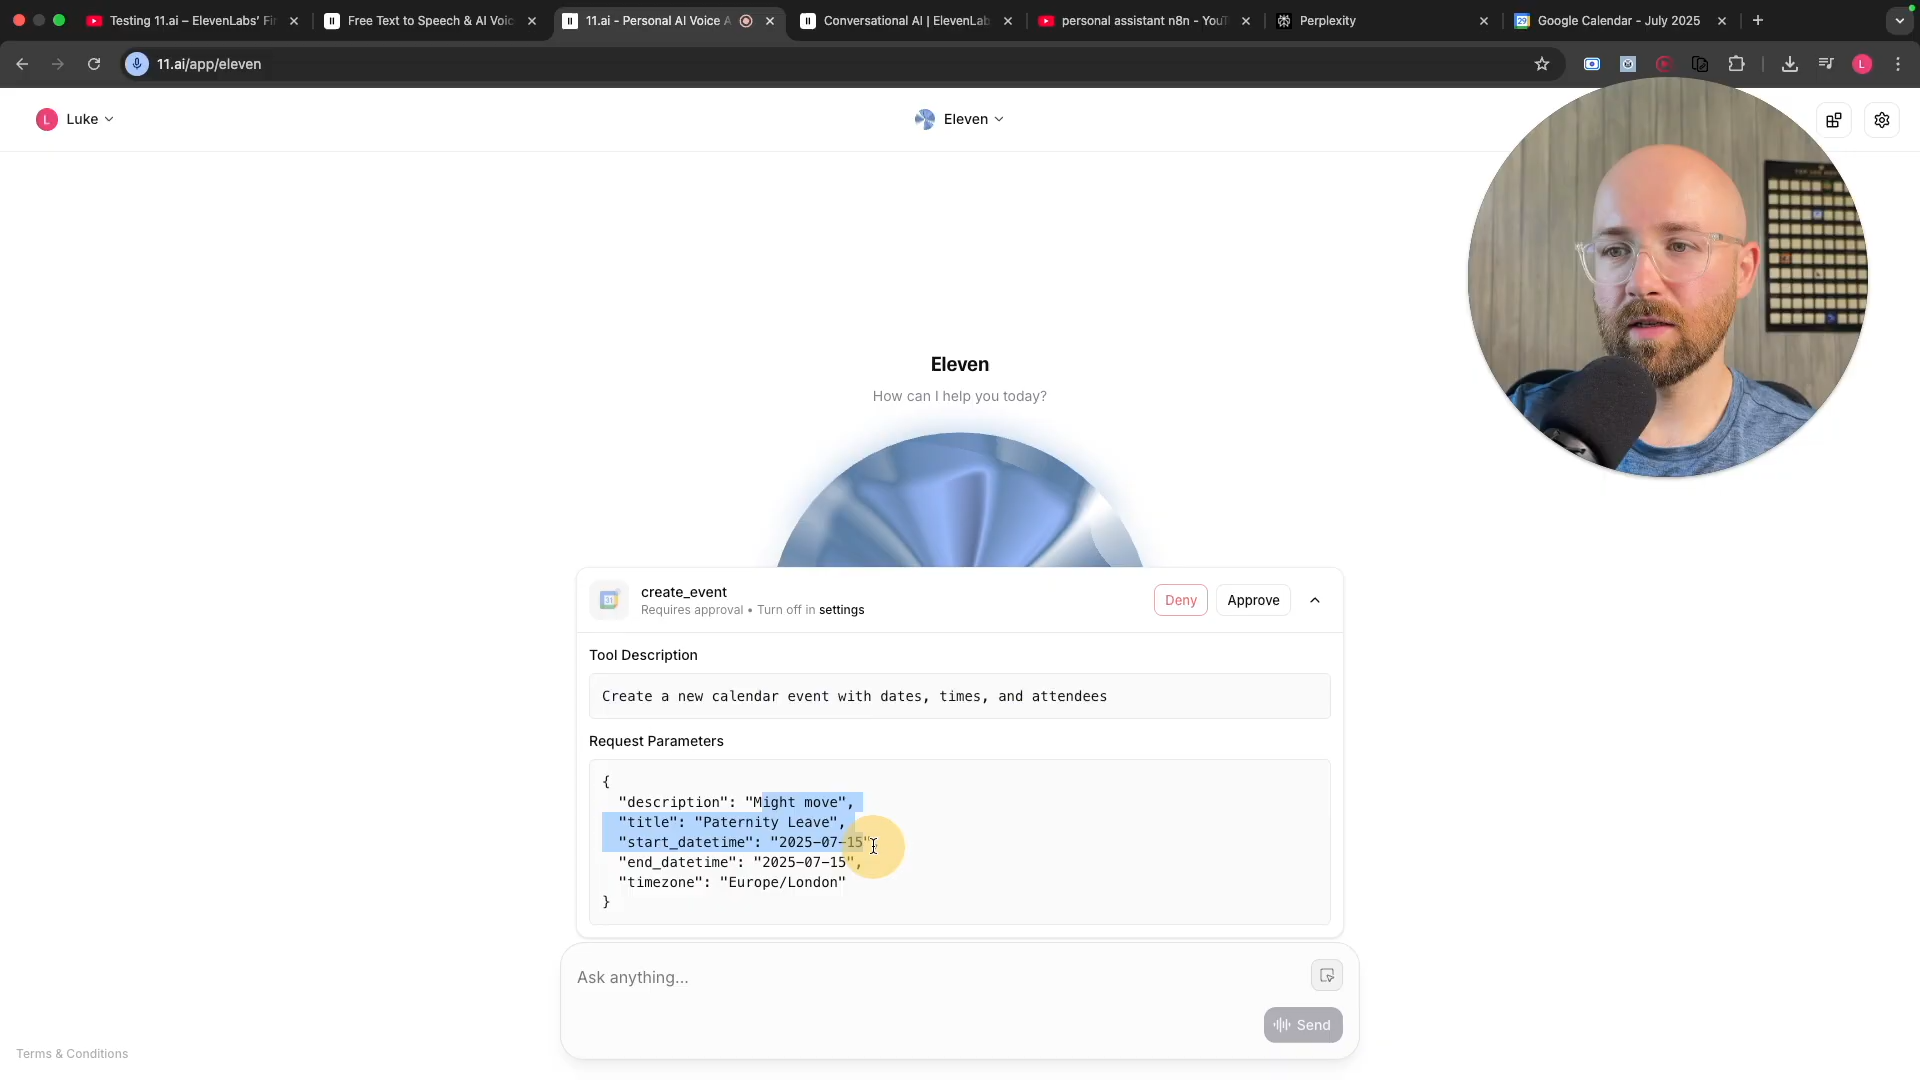 Testing 11.ai – ElevenLabs' Fir
Free Text to Speech & AI Voic
11.ai - Personal AI Voice A
Conversational AI | ElevenLab
personal assistant n8n - YouT
Perplexity
Google Calendar - July 2025
11.ai/app/eleven
L
L Luke
Eleven
Eleven
How can I help you today?
31
create_event
Requires approval • Turn off in settings
Deny
Approve
Tool Description
Create a new calendar event with dates, times, and attendees
Request Parameters
{
"description": "Might move",
"title": "Paternity Leave",
"start_datetime": "2025-07-15",
"end_datetime": "2025-07-15",
"timezone": "Europe/London"
}
Ask anything...
Send
Terms & Conditions